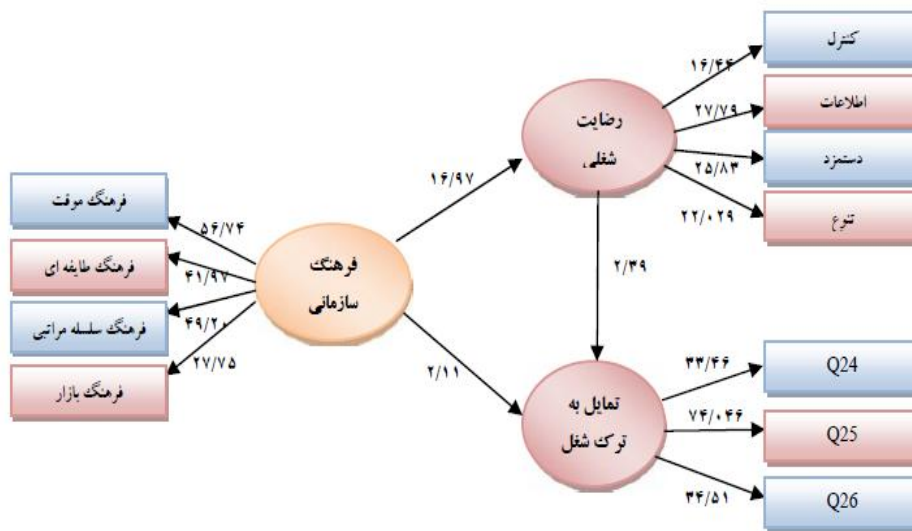 کنترل
۱۶/۴۴
اطلاعات
۲۷/۷۹
رضایت
شغلی
دستمزد
۲۵/۸۳
تنوع
۲۲/۰۲۹
۱۶/۹۷
فرهنگ موقت
۵۶/۷۴
فرهنگ طایفه ای
۴۱/۹۷
فرهنگ
سازمانی
فرهنگ سلسله مراتبی
۴۹/۲۰
فرهنگ بازار
۲۷/۷۵
۲/۳۹
۲/۱۱
تمایل به
ترک شغل
Q24
۳۳/۴۶
Q25
۷۴/۰۴۶
Q26
۳۴/۵۱